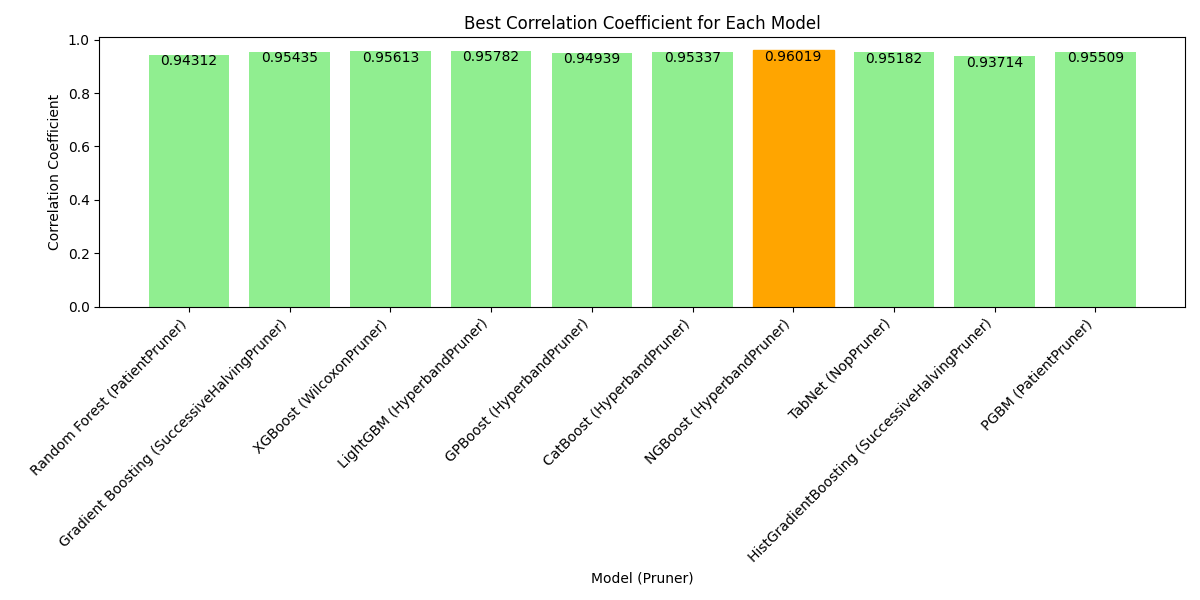 Best Correlation Coefficient for Each Model
Correlation Coefficient
1.0
0.8
0.6
0.4
0.2
0.0
0.94312
0.95435
0.95613
0.95782
0.94939
0.95337
0.96019
0.95182
0.93714
0.95509
Random Forest (PatientPruner)
Gradient Boosting (SuccessiveHalvingPruner)
XGBoost (WilcoxonPruner)
LightGBM (HyperbandPruner)
GPBoost (HyperbandPruner)
CatBoost (HyperbandPruner)
NGBoost (HyperbandPruner)
TabNet (NopPruner)
HistGradientBoosting (SuccessiveHalvingPruner)
PGBM (PatientPruner)
Model (Pruner)